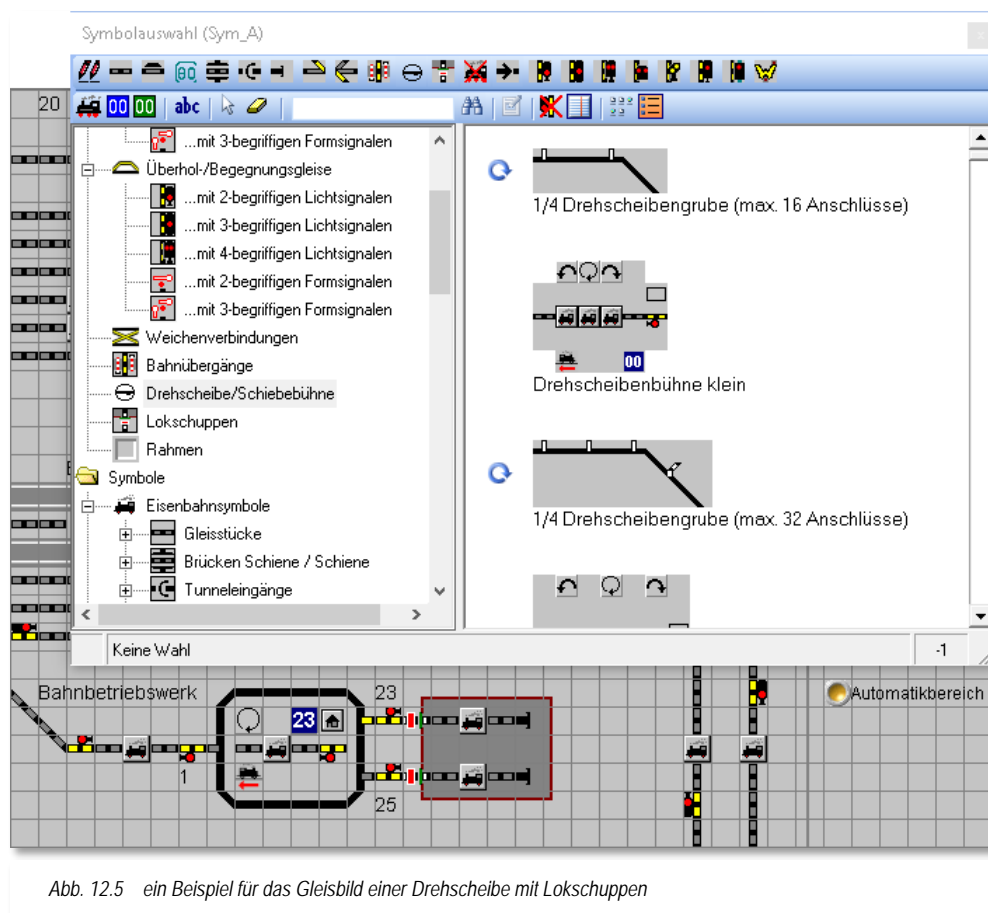 Symbolauswahl (Sym_A)
x
20
00 00 abc
...mit 3-begriffigen Formsignalen
Überhol-/Begegnungsgleise
...mit 2-begriffigen Lichtsignalen
...mit 3-begriffigen Lichtsignalen
...mit 4-begriffigen Lichtsignalen
...mit 2-begriffigen Formsignalen
...mit 3-begriffigen Formsignalen
Weichenverbindungen
Bahnübergänge
Drehscheibe/Schiebebühne
Lokschuppen
Rahmen
Symbole
Eisenbahnsymbole
Gleisstücke
Brücken Schiene / Schiene
Tunneleingänge
1/4 Drehscheibengrube (max. 16 Anschlüsse)
00
Drehscheibenbühne klein
1/4 Drehscheibengrube (max. 32 Anschlüsse)
Keine Wahl
-1
Bahnbetriebswerk
23
Automatikbereich
23
1
25
Abb. 12.5 ein Beispiel für das Gleisbild einer Drehscheibe mit Lokschuppen